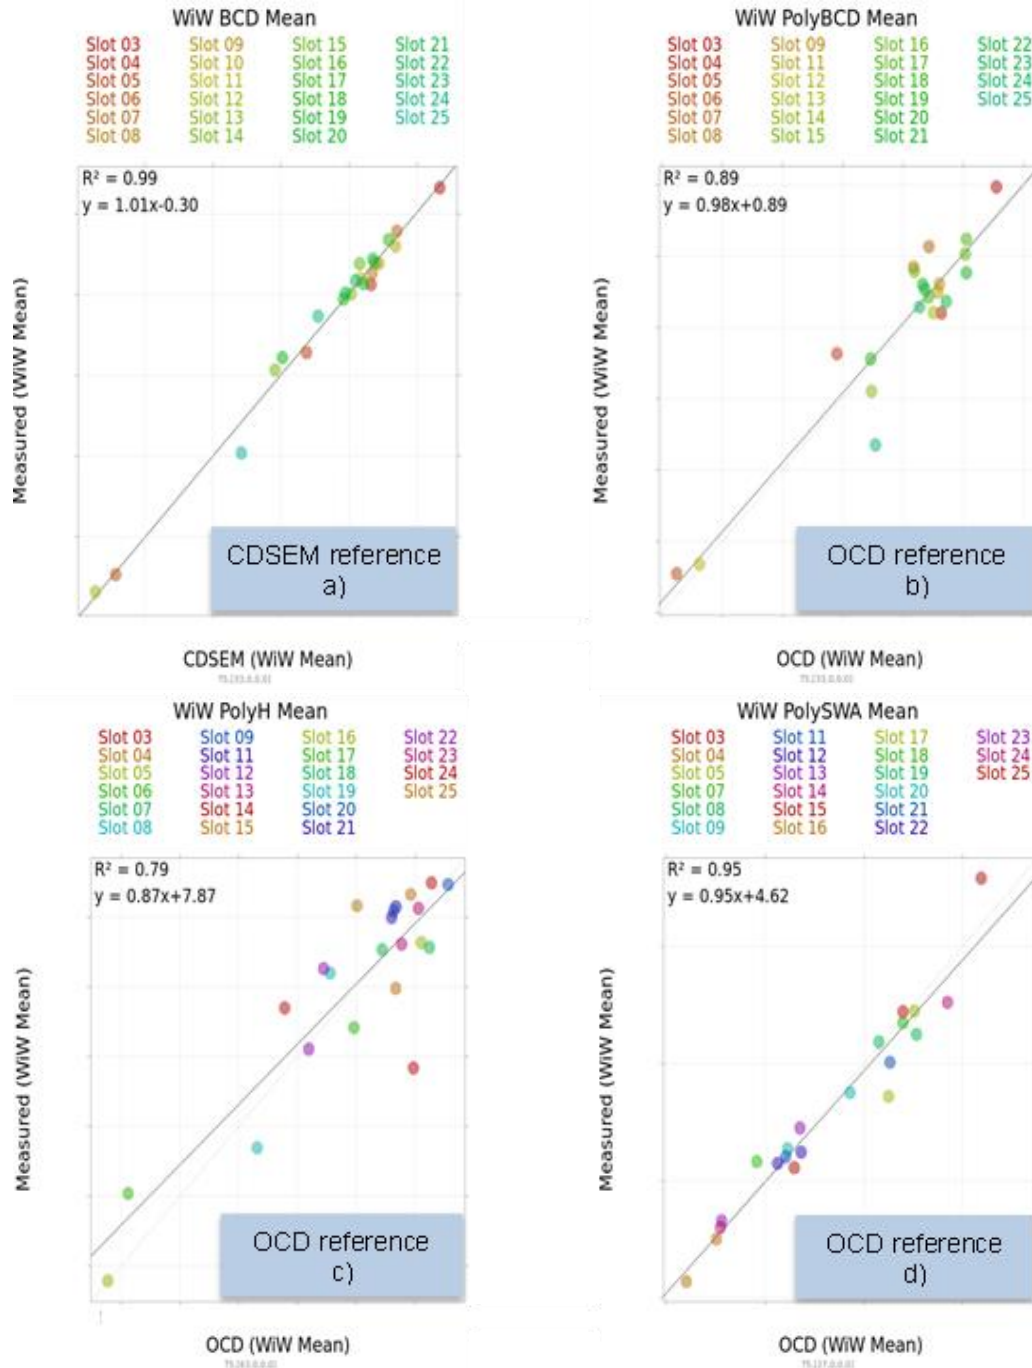 WiW BCD Mean
Slot 03 Slot 09 Slot 15 Slot 21
Slot 04 Slot 10 Slot 16 Slot 22
Slot 05 Slot 11 Slot 17 Slot 23
Slot 06 Slot 12 Slot 18 Slot 24
Slot 07 Slot 13 Slot 19 Slot 25
Slot 08 Slot 14 Slot 20
R² = 0.99
y = 1.01x-0.30
Measured (WiW Mean)
CDSEM reference
a)
CDSEM (WiW Mean)
WiW PolyBCD Mean
Slot 03 Slot 09 Slot 16 Slot 22
Slot 04 Slot 11 Slot 17 Slot 23
Slot 05 Slot 12 Slot 18 Slot 24
Slot 06 Slot 13 Slot 19 Slot 25
Slot 07 Slot 14 Slot 20
Slot 08 Slot 15 Slot 21
R² = 0.89
y = 0.98x+0.89
Measured (WiW Mean)
OCD reference
b)
OCD (WiW Mean)
WiW PolyH Mean
Slot 03 Slot 09 Slot 16 Slot 22
Slot 04 Slot 11 Slot 17 Slot 23
Slot 05 Slot 12 Slot 18 Slot 24
Slot 06 Slot 13 Slot 19 Slot 25
Slot 07 Slot 14 Slot 20
Slot 08 Slot 15 Slot 21
R² = 0.79
y = 0.87x+7.87
Measured (WiW Mean)
OCD reference
c)
OCD (WiW Mean)
WiW PolySWA Mean
Slot 03 Slot 11 Slot 17 Slot 23
Slot 04 Slot 12 Slot 18 Slot 24
Slot 05 Slot 13 Slot 19 Slot 25
Slot 07 Slot 14 Slot 20
Slot 08 Slot 15 Slot 21
Slot 09 Slot 16 Slot 22
R² = 0.95
y = 0.95x+4.62
Measured (WiW Mean)
OCD reference
d)
OCD (WiW Mean)